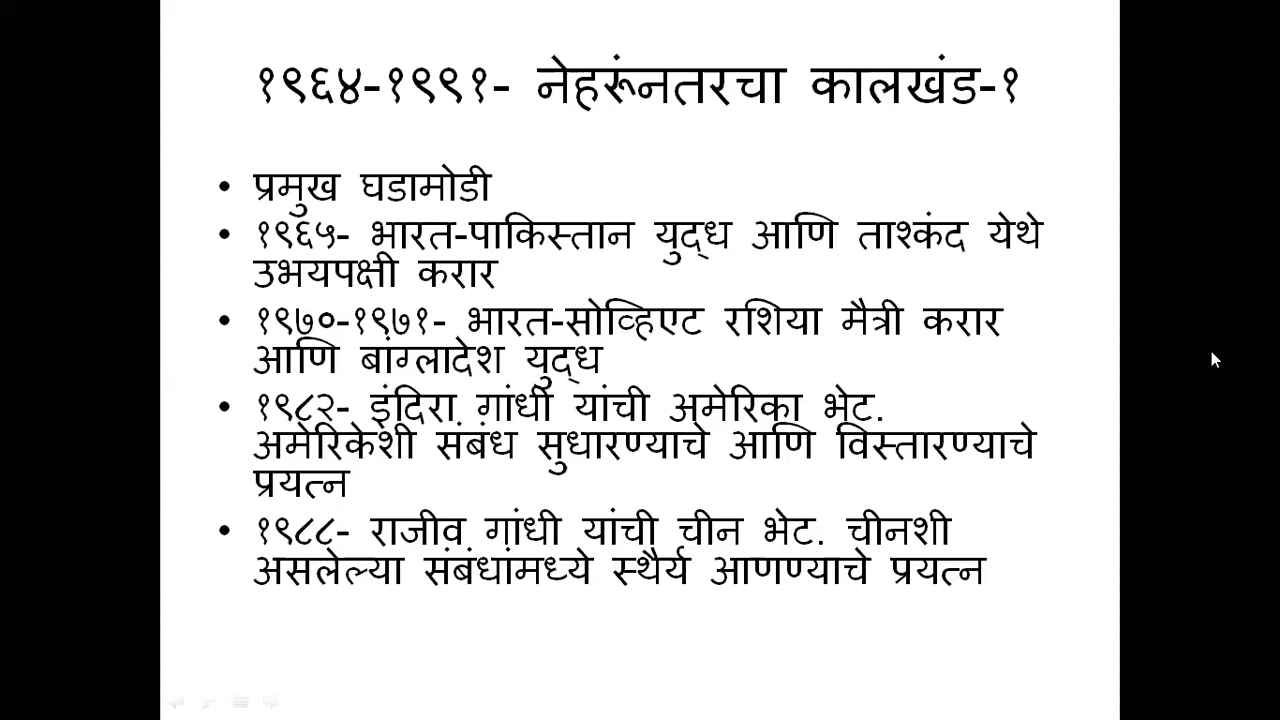 १९६४-१९९१- नेहरूंनतरचा कालखंड-१
• प्रमुख घडामोडी
• १९६५- भारत-पाकिस्तान युद्ध आणि ताश्कंद येथे
उभयपक्षी करार
• १९७०-१९७१- भारत-सोव्हिएट रशिया मैत्री करार
आणि बांग्लादेश युद्ध
• १९८२- इंदिरा गांधी यांची अमेरिका भेट.
अमेरिकेशी संबंध सुधारण्याचे आणि विस्तारण्याचे
प्रयत्न
• १९८८- राजीव गांधी यांची चीन भेट. चीनशी
असलेल्या संबंधांमध्ये स्थैर्य आणण्याचे प्रयत्न